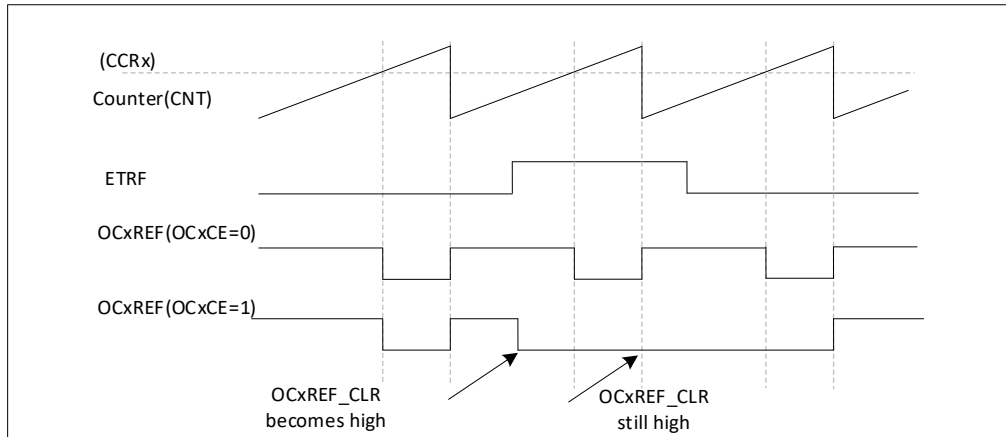 (CCRx)
Counter(CNT)
ETRF
OCxREF(OCxCE=0)
OCxREF(OCxCE=1)
OCxREF_CLR
becomes high
OCxREF_CLR
still high